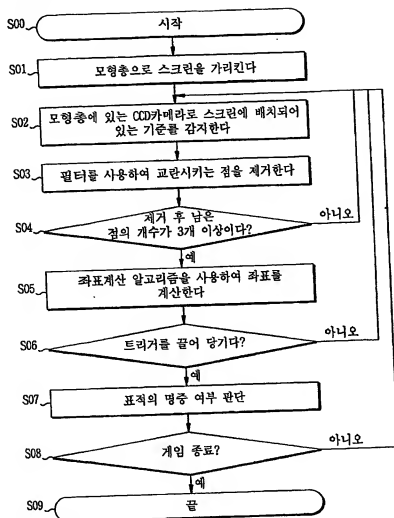 S00
시작
S01
모형총으로 스크린을 가리킨다
S02
모형총에 있는 CCD카메라로 스크린에 배치되어
있는 기준를 감지한다
S03
필터를 사용하여 교란시키는 점을 제거한다
S04
제거 후 남은
점의 개수가 3개 이상이다?
아니오
예
S05
좌표계산 알고리즘을 사용하여 좌표를
계산한다
S06
트리거를 끌어 당기다?
아니오
예
S07
표적의 명중 여부 판단
S08
게임 종료?
아니오
예
S09
끝